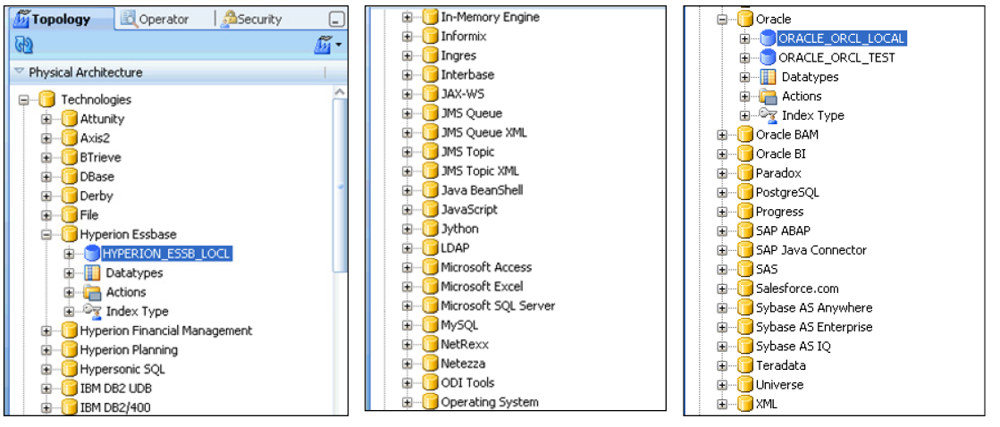 Topology
Operator
Security
Physical Architecture
Technologies
Attunity
Axis2
BTrieve
DBase
Derby
File
Hyperion Essbase
HYPERION_ESSB_LOCL
Datatypes
Actions
Index Type
Hyperion Financial Management
Hyperion Planning
Hypersonic SQL
IBM DB2 UDB
IBM DB2/400
In-Memory Engine
Informix
Ingres
Interbase
JAX-WS
JMS Queue
JMS Queue XML
JMS Topic
JMS Topic XML
Java BeanShell
JavaScript
Jython
LDAP
Microsoft Access
Microsoft Excel
Microsoft SQL Server
MySQL
NetRexx
Netezza
ODI Tools
Operating System
Oracle
ORACLE_ORCL_LOCAL
ORACLE_ORCL_TEST
Datatypes
Actions
Index Type
Oracle BAM
Oracle BI
Paradox
PostgreSQL
Progress
SAP ABAP
SAP Java Connector
SAS
Salesforce.com
Sybase AS Anywhere
Sybase AS Enterprise
Sybase AS IQ
Teradata
Universe
XML